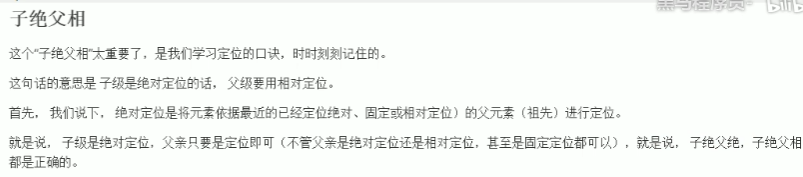 子绝父相
这个“子绝父相”太重要了，是我们学习定位的口诀，时时刻刻记住的。
这句话的意思是 子级是绝对定位的话， 父级要用相对定位。
首先， 我们说下， 绝对定位是将元素依据最近的已经定位绝对、固定或相对定位）的父元素（祖先）进行定位。
就是说， 子级是绝对定位，父亲只要是定位即可（不管父亲是绝对定位还是相对定位，甚至是固定定位都可以），就是说， 子绝父绝，子绝父相
都是正确的。